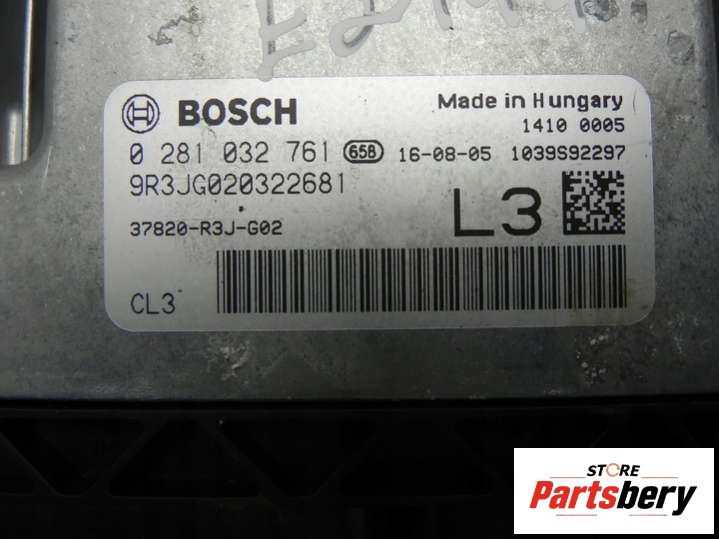 BOSCH Made in Hungary
1410 0005
0 281 032 761 658 16-08-05 1039S92297
9R3JG020322681
37820-R3J-G02 L3
CL3
STORE
Partsbery